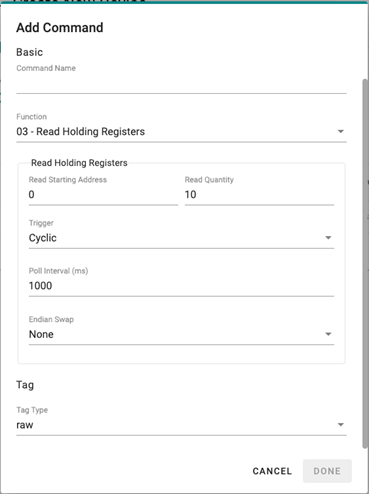 Add Command
Basic
Command Name
Function
03 - Read Holding Registers
Read Holding Registers
Read Starting Address Read Quantity
0 10
Trigger
Cyclic
Poll Interval (ms)
1000
Endian Swap
None
Tag
Tag Type
raw
CANCEL DONE